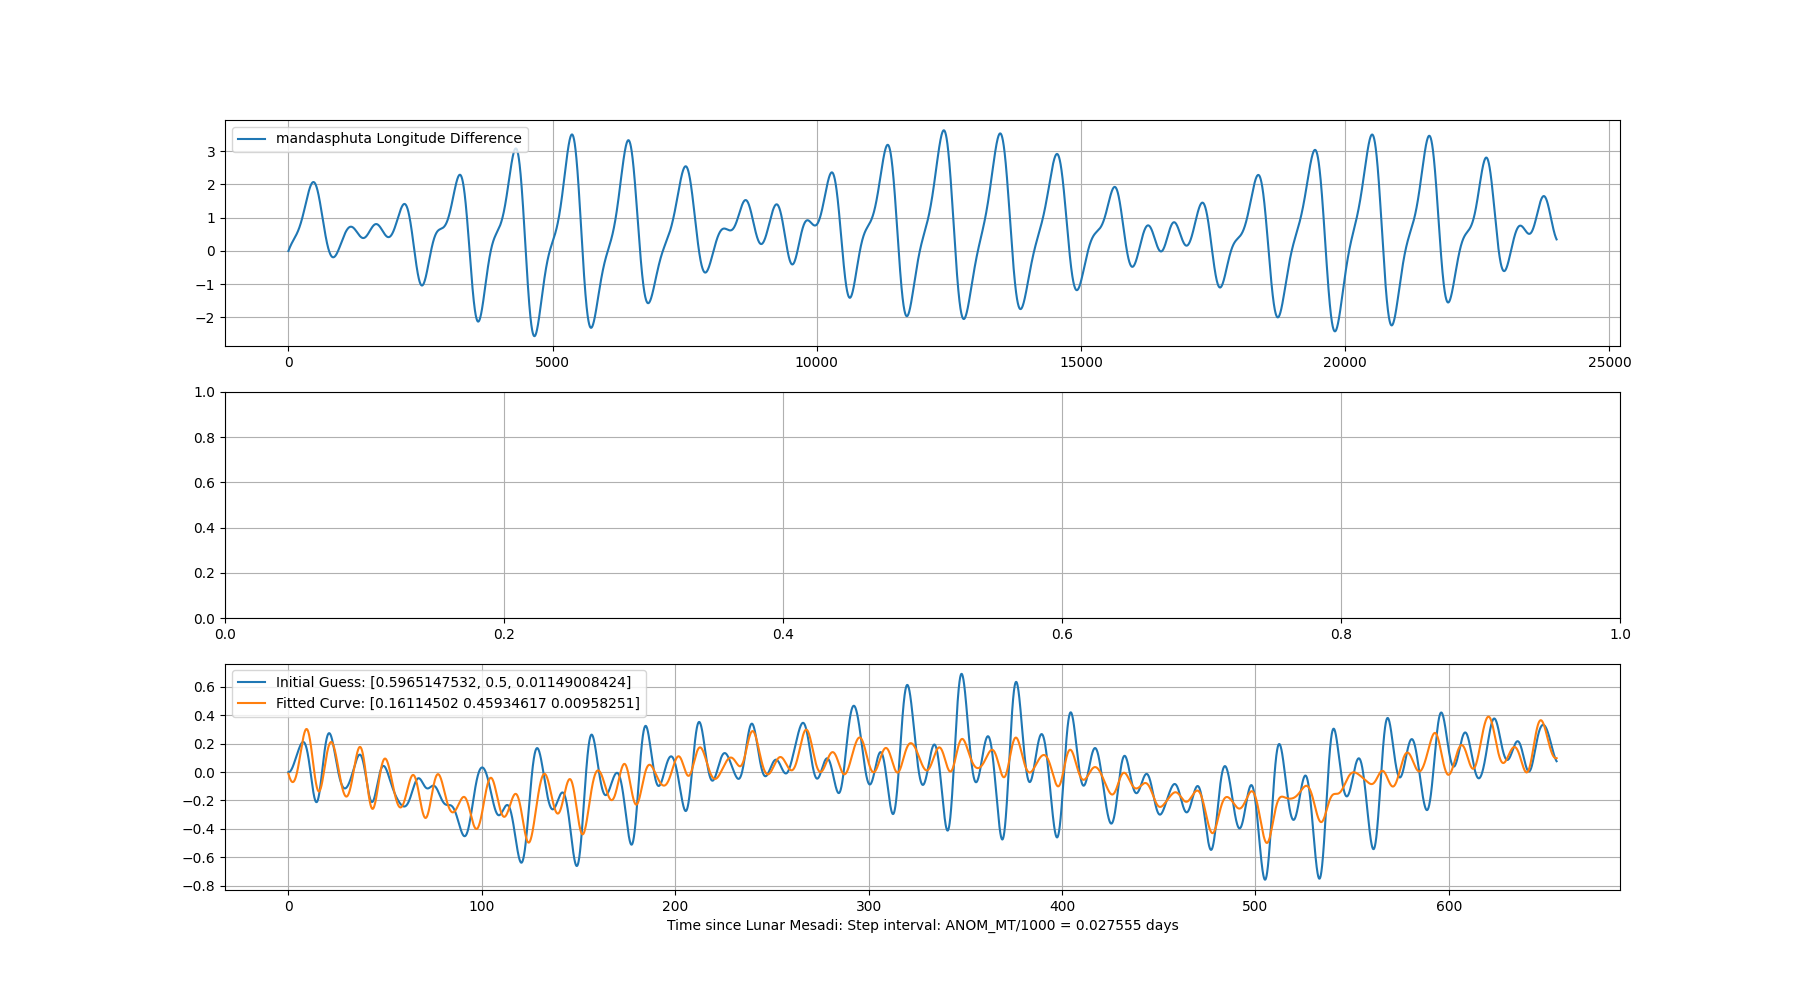 mandasphuta Longitude Difference
3
2
1
0
−1
−2
0 5000 10000 15000 20000 25000
1.0
0.8
0.6
0.4
0.2
0.0
0.0 0.2 0.4 0.6 0.8 1.0
Initial Guess: [0.5965147532, 0.5, 0.01149008424]
Fitted Curve: [0.16114502 0.45934617 0.00958251]
0.6
0.4
0.2
0.0
−0.2
−0.4
−0.6
−0.8
0 100 200 300 400 500 600
Time since Lunar Mesadi: Step interval: ANOM_MT/1000 = 0.027555 days